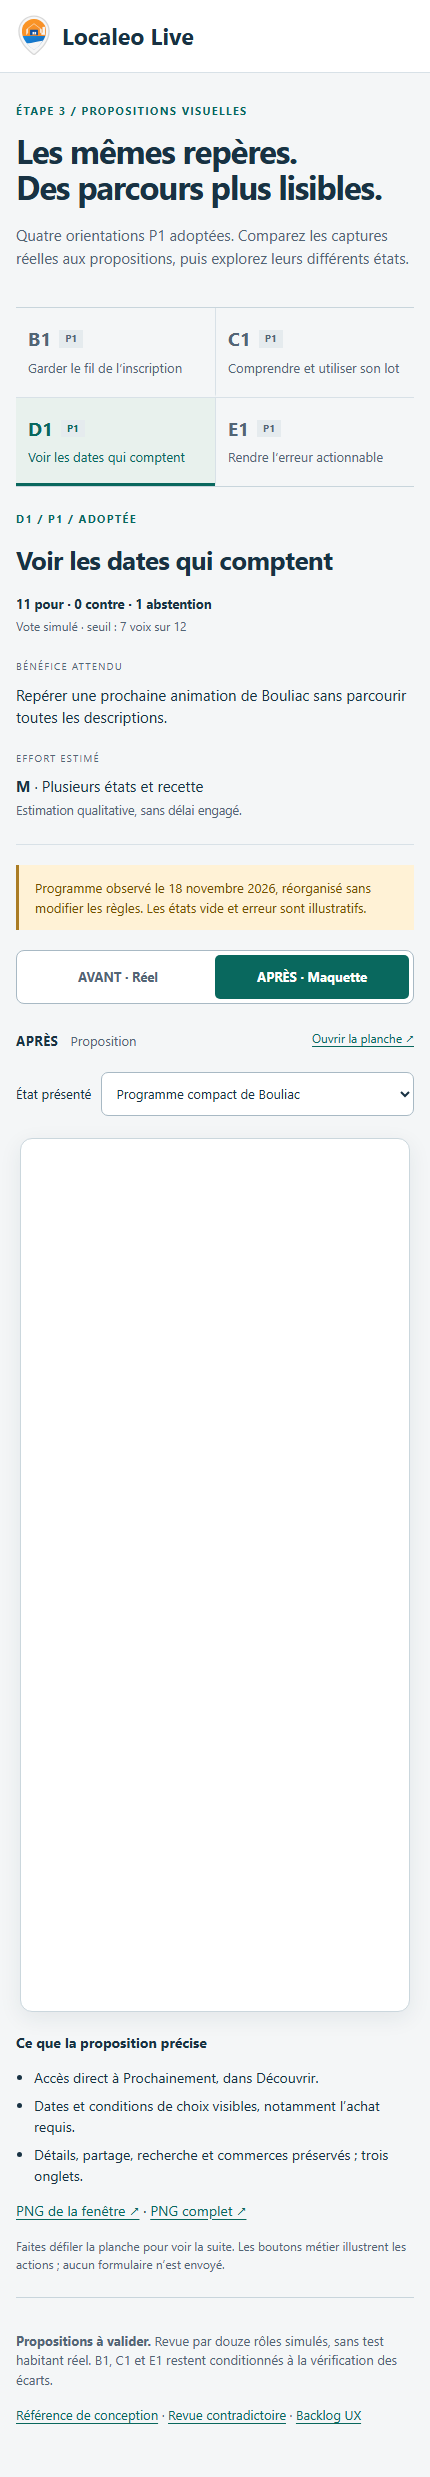 Localeo Live
ÉTAPE 3 / PROPOSITIONS VISUELLES
Les mêmes repères.
Des parcours plus lisibles.
Quatre orientations P1 adoptées. Comparez les captures
réelles aux propositions, puis explorez leurs différents états.
B1 P1
Garder le fil de l’inscription
C1 P1
Comprendre et utiliser son lot
D1 P1
Voir les dates qui comptent
E1 P1
Rendre l’erreur actionnable
D1 / P1 / ADOPTÉE
Voir les dates qui comptent
11 pour · 0 contre · 1 abstention
Vote simulé · seuil : 7 voix sur 12
BÉNÉFICE ATTENDU
Repérer une prochaine animation de Bouliac sans parcourir
toutes les descriptions.
EFFORT ESTIMÉ
M · Plusieurs états et recette
Estimation qualitative, sans délai engagé.
Programme observé le 18 novembre 2026, réorganisé sans
modifier les règles. Les états vide et erreur sont illustratifs.
AVANT · Réel
APRÈS · Maquette
APRÈS Proposition
Ouvrir la planche ↗
État présenté
Programme compact de Bouliac
Ce que la proposition précise
• Accès direct à Prochainement, dans Découvrir.
• Dates et conditions de choix visibles, notamment l’achat
requis.
• Détails, partage, recherche et commerces préservés ; trois
onglets.
PNG de la fenêtre ↗ · PNG complet ↗
Faites défiler la planche pour voir la suite. Les boutons métier illustrent les
actions ; aucun formulaire n’est envoyé.
Propositions à valider. Revue par douze rôles simulés, sans test
habitant réel. B1, C1 et E1 restent conditionnés à la vérification des
écarts.
Référence de conception · Revue contradictoire · Backlog UX